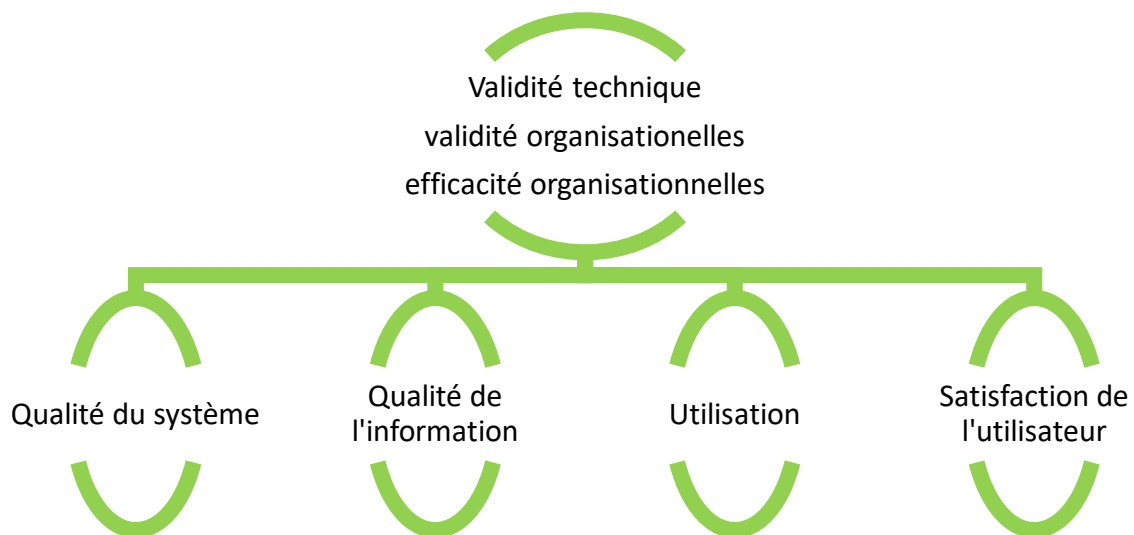 Validité technique
validité organisationelles
efficacité organisationnelles
Qualité du système
Qualité de
l'information
Utilisation
Satisfaction de
l'utilisateur